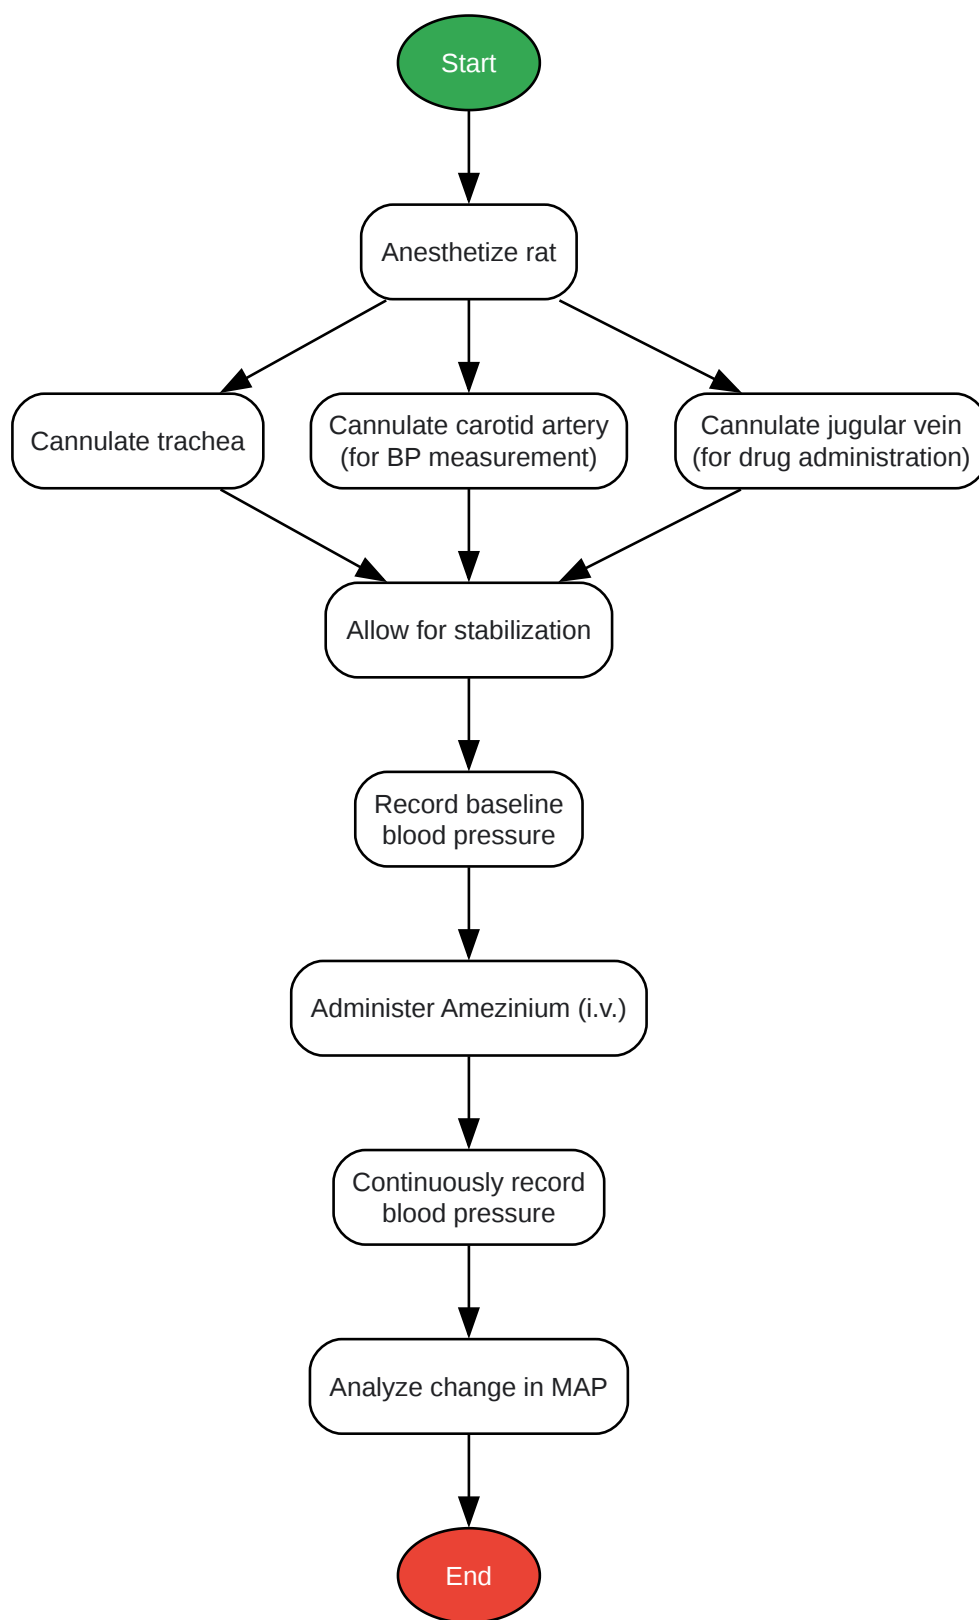 Start
Anesthetize rat
Cannulate trachea
Cannulate carotid artery
(for BP measurement)
Cannulate jugular vein
(for drug administration)
Allow for stabilization
Record baseline
blood pressure
Administer Amezinium (i.v.)
Continuously record
blood pressure
Analyze change in MAP
End